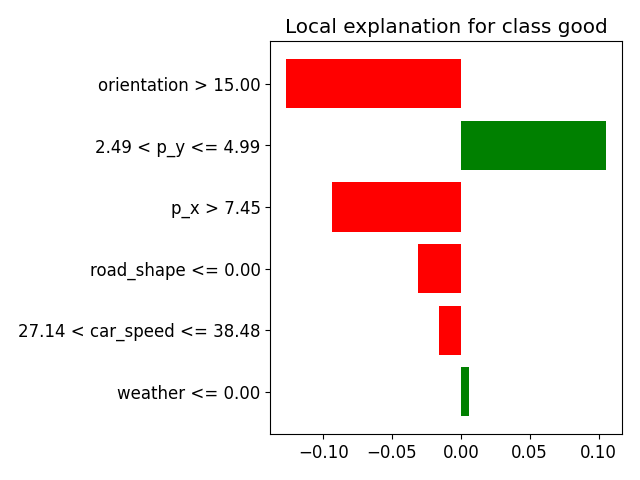 Local explanation for class good
orientation > 15.00
2.49 < p_y <= 4.99
p_x > 7.45
road_shape <= 0.00
27.14 < car_speed <= 38.48
weather <= 0.00
−0.10 −0.05 0.00 0.05 0.10